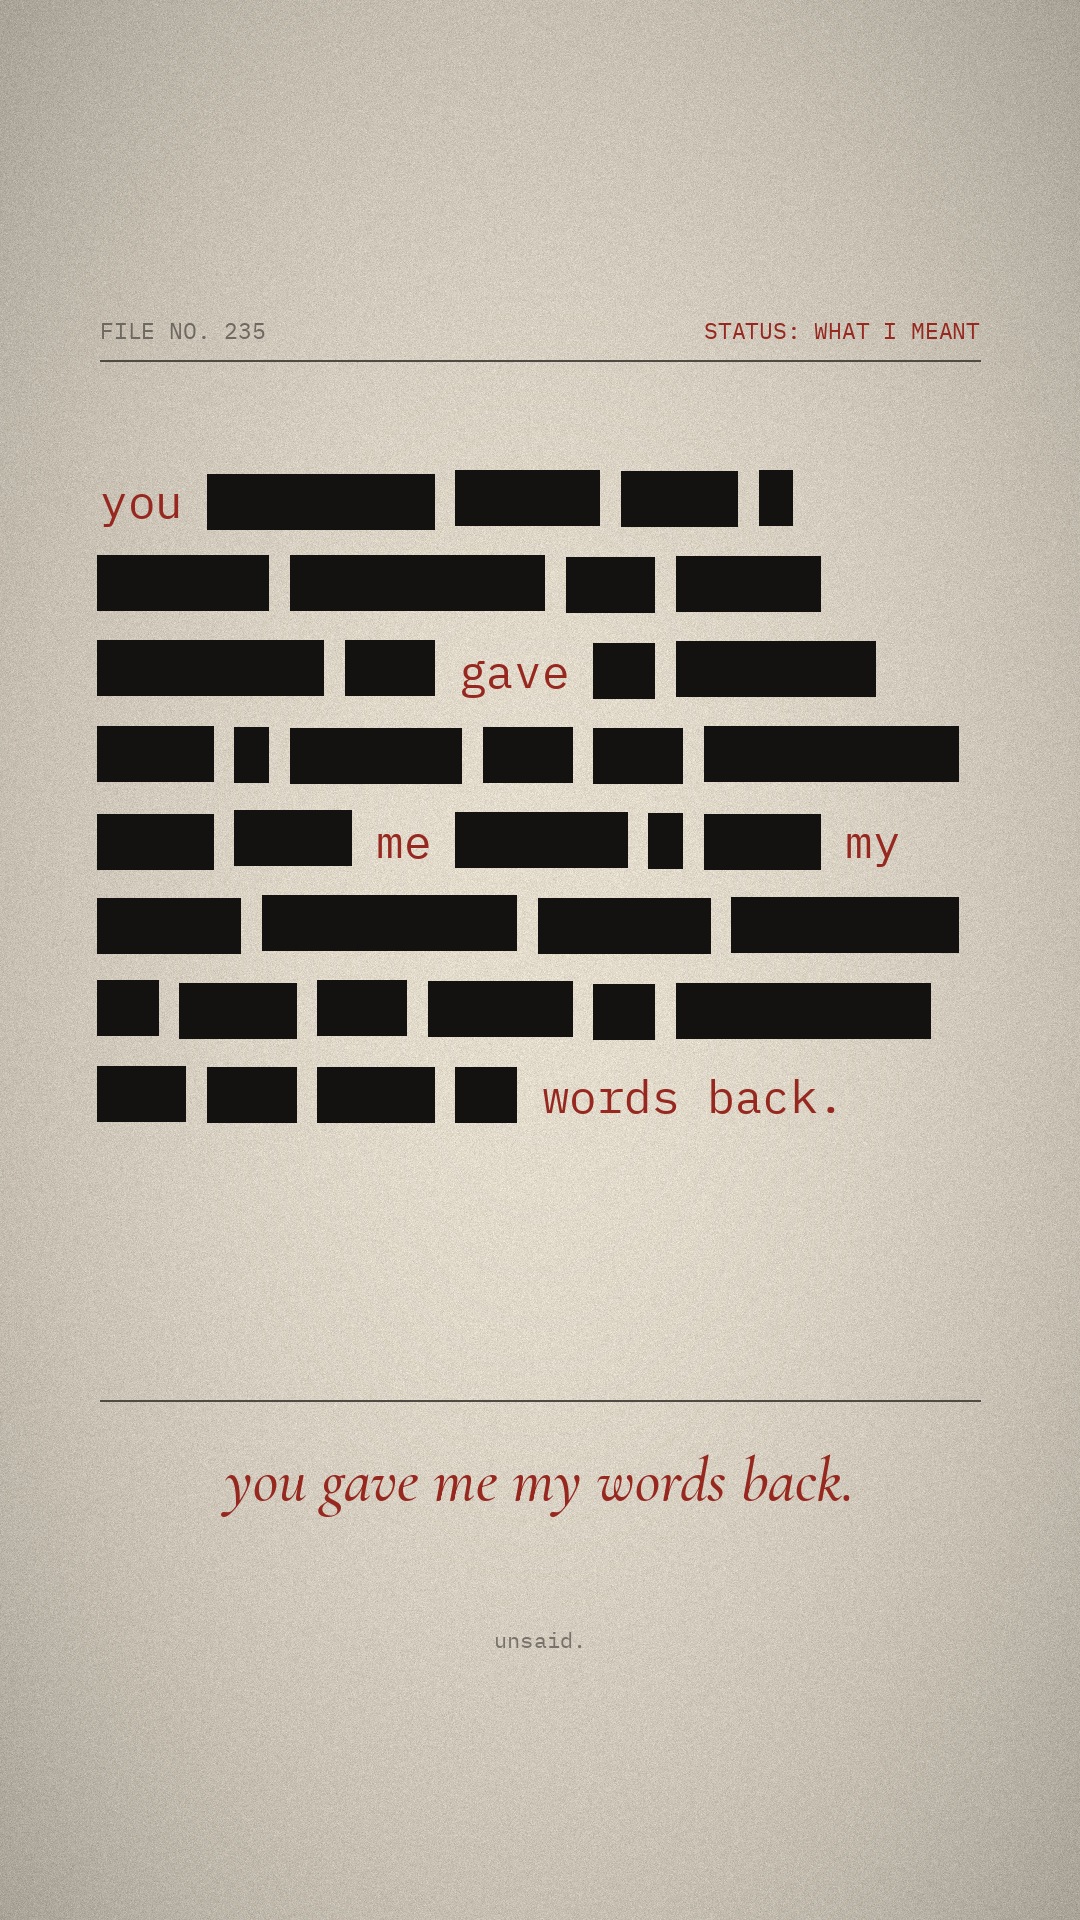 FILE NO. 235 STATUS: WHAT I MEANT
you
gave
me my
words back.
you gave me my words back.
unsaid.